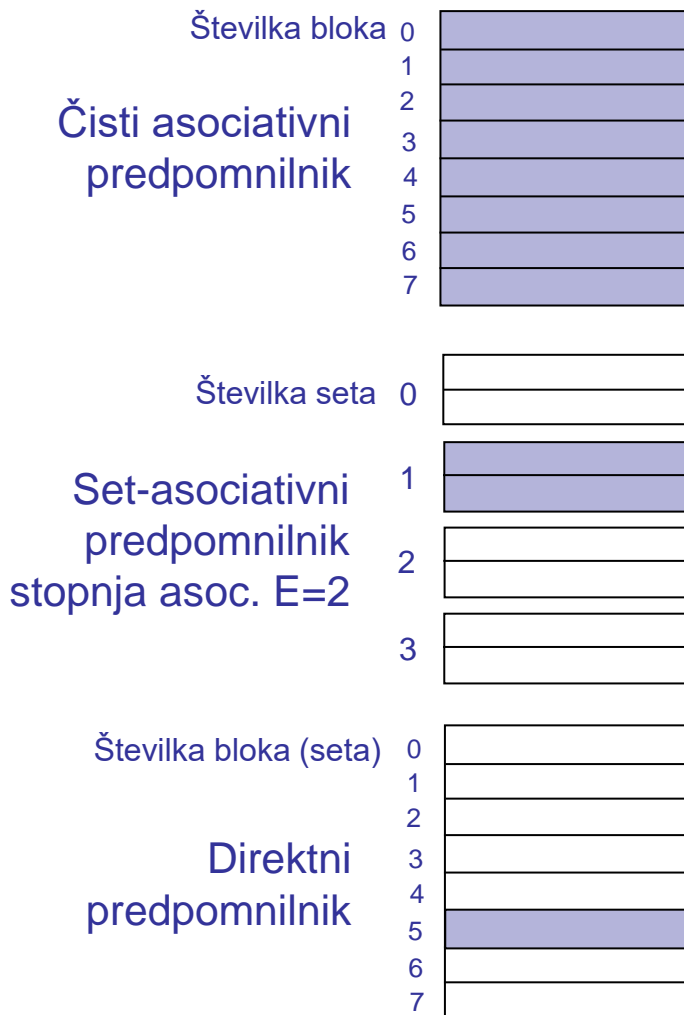 Številka bloka 0
1
2
Čisti asociativni
3
predpomnilnik
4
5
6
7
Številka seta 0
1
Set-asociativni
predpomnilnik
2
stopnja asoc. E=2
3
Številka bloka (seta) 0
1
2
Direktni
3
4
predpomnilnik
5
6
7